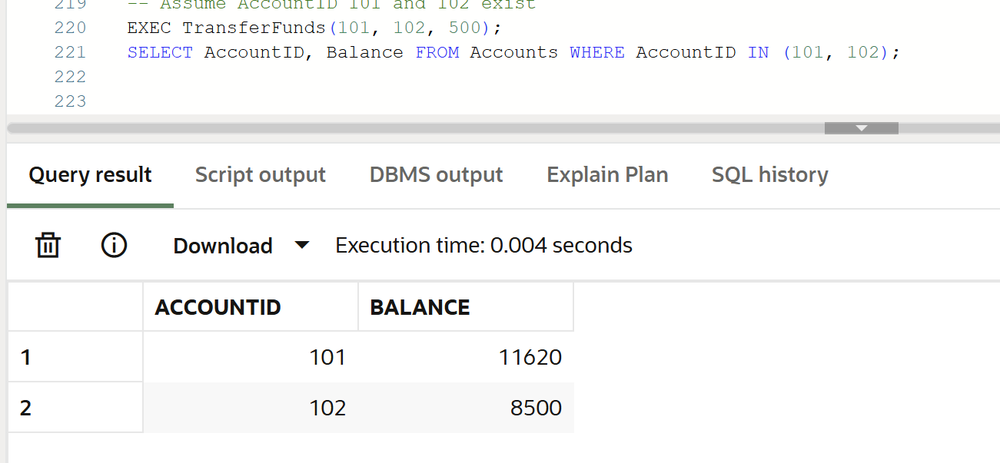 219 -- Assume AccountID 101 and 102 exist
220 EXEC TransferFunds(101, 102, 500);
221 SELECT AccountID, Balance FROM Accounts WHERE AccountID IN (101, 102);
222
223
Query result Script output DBMS output Explain Plan SQL history
Download Execution time: 0.004 seconds
ACCOUNTID BALANCE
1 101 11620
2 102 8500